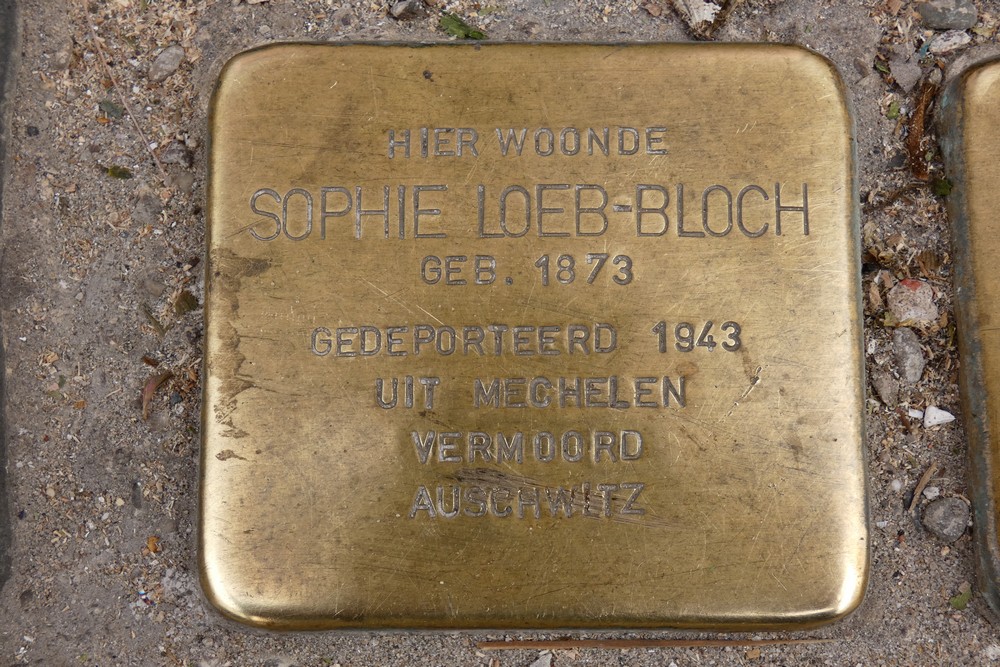 HIER WOONDE
SOPHIE LOEB-BLOCH
GEB. 1873
GEDEPORTEERD 1943
UIT MECHELEN
VERMOORD
AUSCHWITZ